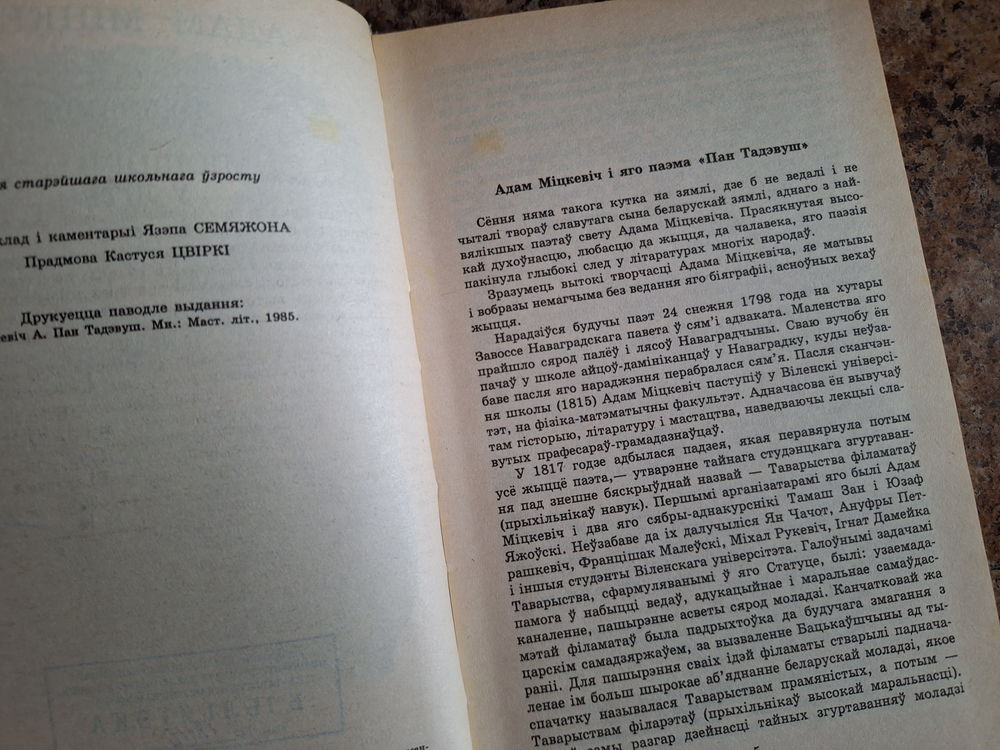 старэйшага школьнага ўзросту
клад і каментарыі Язэпа СЕМЯЖОНА
Прадмова Кастуся ЦВІРКІ
Друкуецца паводле выдання:
евіч А. Пан Тадэвуш. Мн.: Маст. літ., 1985.
Адам Міцкевіч і яго паэма «Пан Тадэвуш»
Сёння няма такога кутка на зямлі, дзе б не ведалі і не
чыталі твораў славутага сына беларускай зямлі, аднаго з най-
вялікшых паэтаў свету Адама Міцкевіча. Прасякнутая высо-
кай духоўнасцю, любасцю да жыцця, да чалавека, яго паэзія
пакінула глыбокі след у літаратурах многіх народаў.
Зразумець вытокі творчасці Адама Міцкевіча, яе матывы
і вобразы немагчыма без ведання яго біяграфіі, асноўных вехаў
жыцця.
Нарадзіўся будучы паэт 24 снежня 1798 года на хутары
Завоссе Наваградскага павета ў сям'і адваката. Маленства яго
прайшло сярод палёў і лясоў Наваградчыны. Сваю вучобу ён
пачаў у школе айцоў-дамініканцаў у Наваградку, куды неўза-
баве пасля яго нараджэння перабралася сям'я. Пасля сканчэн-
ня школы (1815) Адам Міцкевіч паступіў у Віленскі універсі-
тэт, на фізіка-матэматычны факультэт. Адначасова ён вывучаў
там гісторыю, літаратуру і мастацтва, наведваючы лекцыі сла-
вутых прафесараў-грамадазнаўцаў.
У 1817 годзе адбылася падзея, якая перавярнула потым
усё жыццё паэта,— утварэнне тайнага студэнцкага згуртаван-
ня пад знешне бяскрыўднай назвай — Таварыства філаматаў
(прыхільнікаў навук). Першымі арганізатарамі яго былі Адам
Міцкевіч і два яго сябры-аднакурснікі Тамаш Зан і Юзаф
Яжоўскі. Неўзабаве да іх далучыліся Ян Чачот, Ануфры Пет-
рашкевіч, Францішак Малеўскі, Міхал Рукевіч, Ігнат Дамейка
і іншыя студэнты Віленскага універсітэта. Галоўнымі задачамі
Таварыства, сфармуляванымі ў яго Статуце, былі: узаемада-
памога ў набыцці ведаў, адукацыйнае і маральнае самаўдас-
каналенне, пашырэнне асветы сярод моладзі. Канчатковай жа
мэтай філаматаў была падрыхтоўка да будучага змагання з
царскім самадзяржаўем, за вызваленне Бацькаўшчыны ад ты-
раніі. Для пашырэння сваіх ідэй філаматы стварылі падпача-
ленае ім больш шырокае аб'яднанне беларускай моладзі, якое
спачатку называлася Таварыствам прамяністых, а потым —
Таварыствам філарэтаў (прыхільнікаў высокай маральнасці).
самы разгар дзейнасці тайных згуртаванняў моладзі